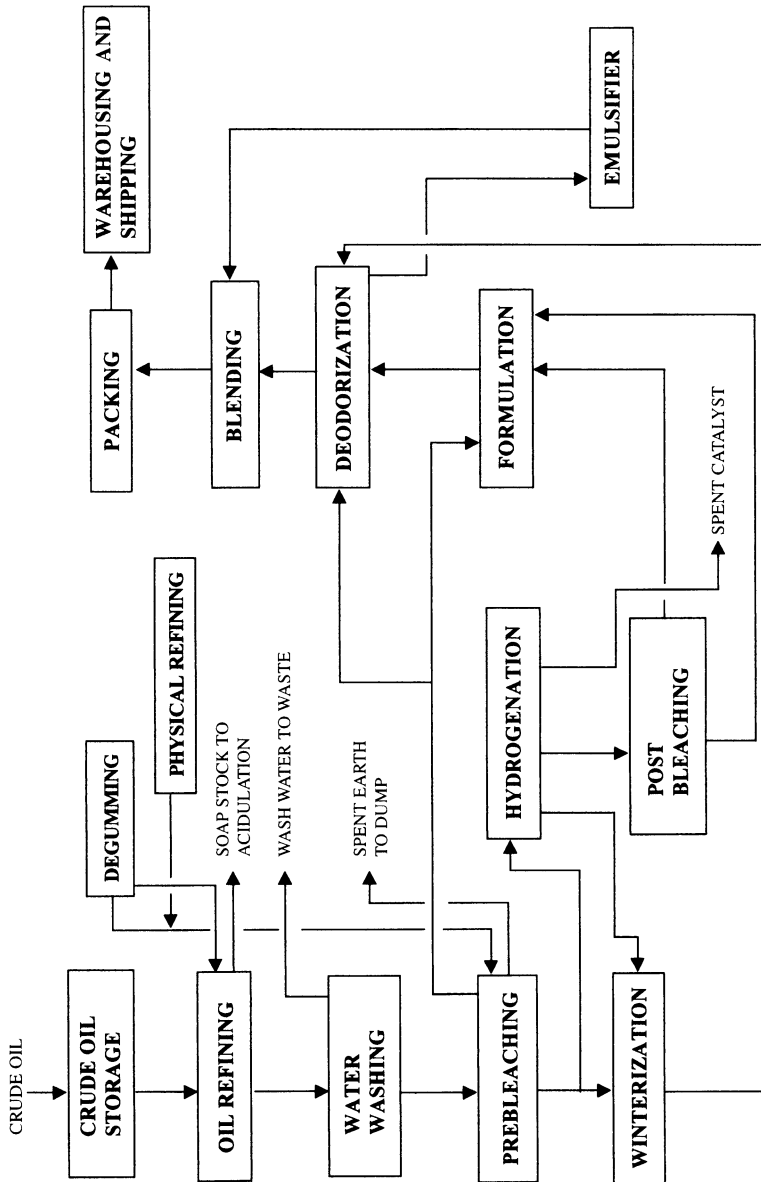 CRUDE OIL
CRUDE OIL
STORAGE
OIL REFINING
WATER
WASHING
PREBLEACHING
WINTERIZATION
DEGUMMING
PHYSICAL REFINING
SOAP STOCK TO
ACIDULATION
WASH WATER TO WASTE
SPENT EARTH
TO DUMP
HYDROGENATION
POST
BLEACHING
SPENT CATALYST
PACKING
BLENDING
DEODORIZATION
FORMULATION
WAREHOUSING AND
SHIPPING
EMULSIFIER